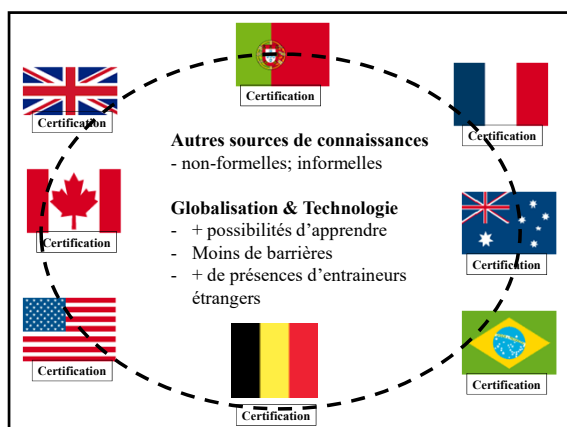 Certification
Certification
Certification
Autres sources de connaissances
- non-formelles; informelles
Certification
Globalisation & Technologie
- + possibilités d'apprendre
- Moins de barrières
- + de présences d'entraineurs
étrangers
Certification
Certification
Certification
Certification